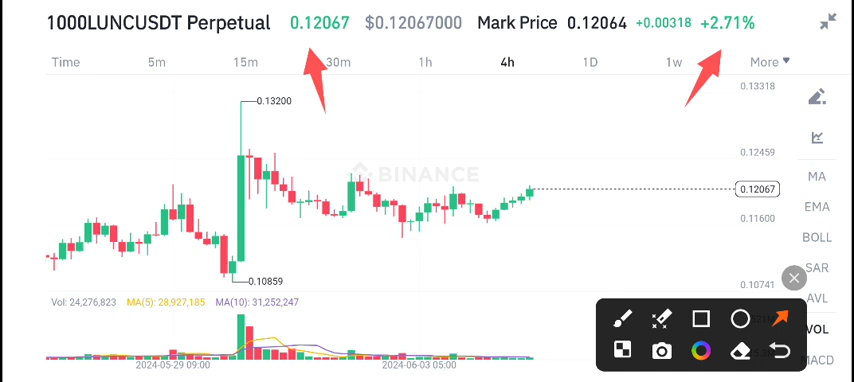 1000LUNCUSDT Perpetual 0.12067 $0.12067000 Mark Price 0.12064 +0.00318 +2.71%
Time 5m 15m 30m 1h 4h 1D 1w More
0.13318
0.13200
0.12459
BINANCE
MA
0.12067
EMA
0.11600
BOLL
SAR
0.10859
0.10741
AVL
Vol: 24,276,823 MA(5): 28,927,185 MA(10): 31,252,247
VOL
MACD
2024-05-29 09:00 2024-06-03 05:00